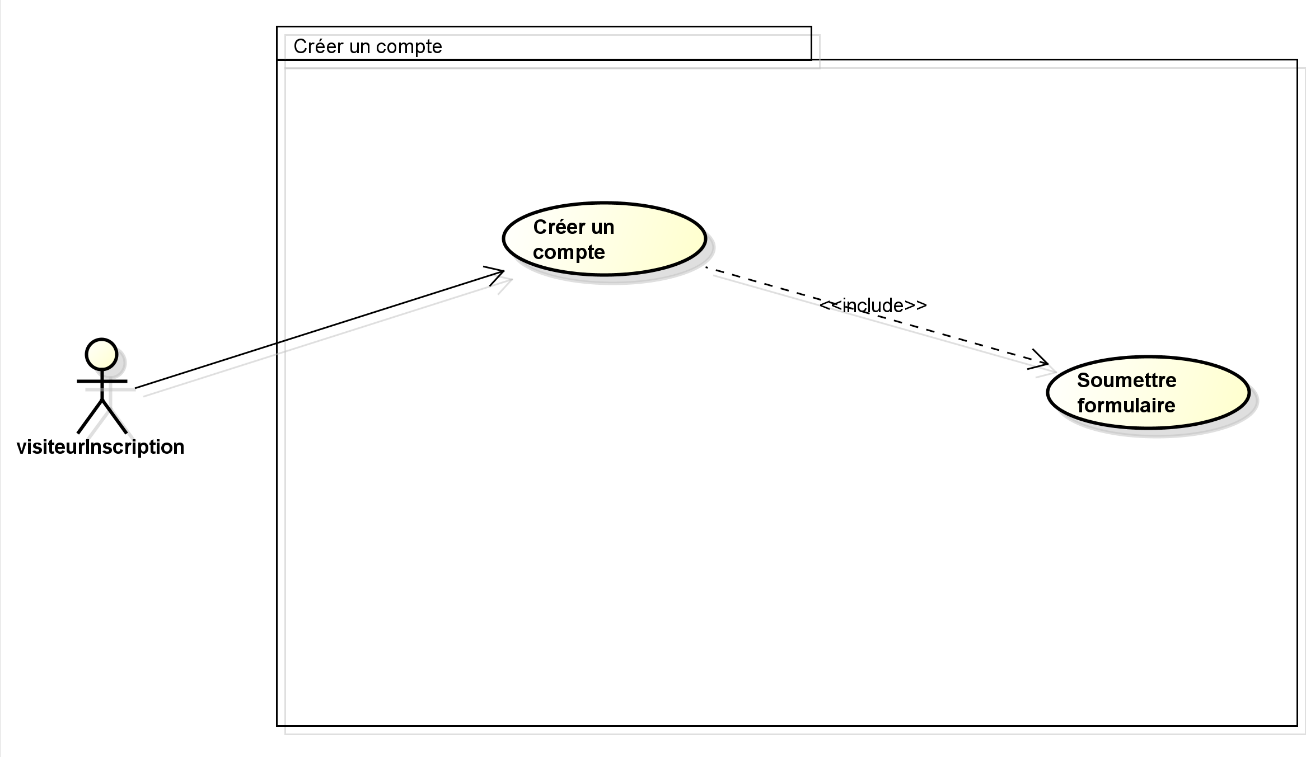 Créer un compte
Créer un
compte
<<include>>
Soumettre
formulaire
visiteurInscription